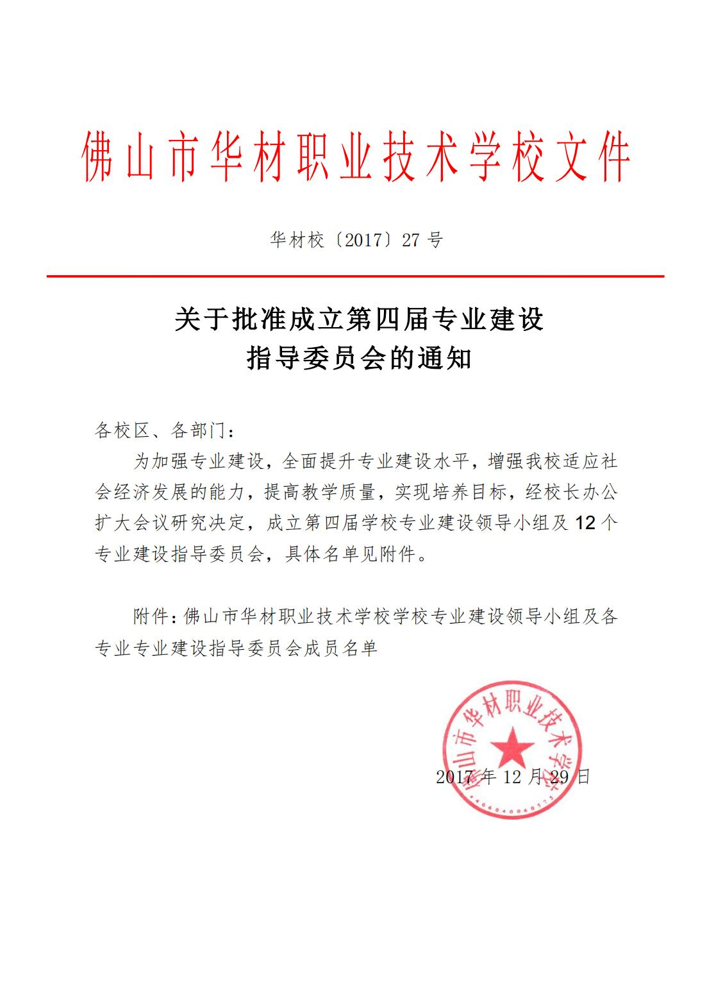 佛山市华材职业技术学校文件
华材校〔2017〕27 号
关于批准成立第四届专业建设
指导委员会的通知
各校区、各部门：
为加强专业建设，全面提升专业建设水平，增强我校适应社
会经济发展的能力，提高教学质量，实现培养目标，经校长办公
扩大会议研究决定，成立第四届学校专业建设领导小组及 12 个
专业建设指导委员会，具体名单见附件。
附件：佛山市华材职业技术学校学校专业建设领导小组及各
专业专业建设指导委员会成员名单
佛山市华材职业技术学校
2017 年 12 月 29 日
4406040060573